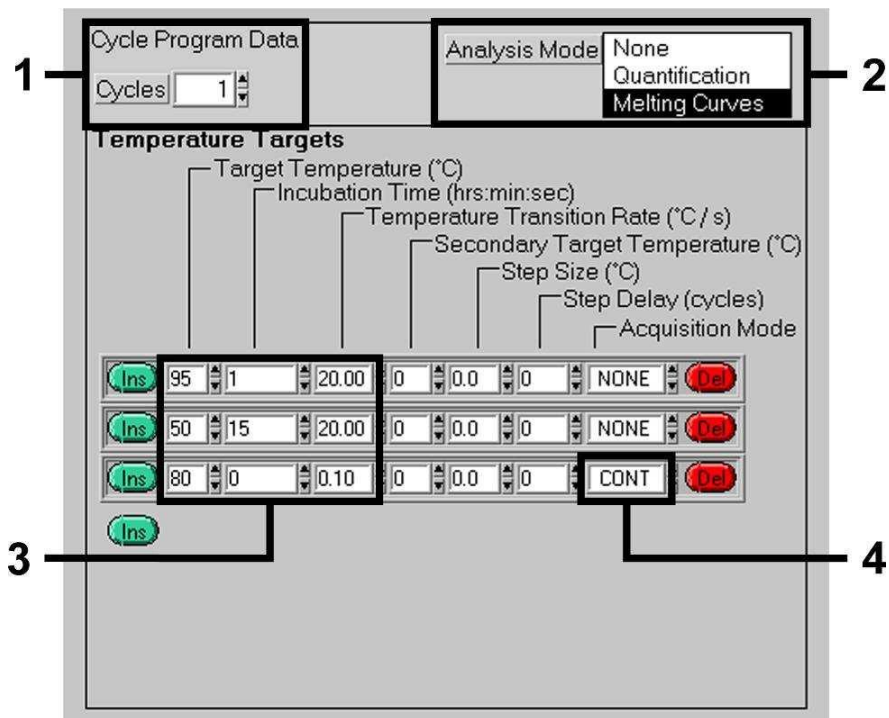 Cycle Program Data
1
Cycles 1
Analysis Mode None
Quantification
Melting Curves
2
Temperature Targets
Target Temperature (°C)
Incubation Time (hrs:min:sec)
Temperature Transition Rate (°C / s)
Secondary Target Temperature (°C)
Step Size (°C)
Step Delay (cycles)
Acquisition Mode
Ins 95 1 20.00 0 0.0 0 NONE Del
Ins 50 15 20.00 0 0.0 0 NONE Del
Ins 80 0 0.10 0 0.0 0 CONT Del
Ins
3
4